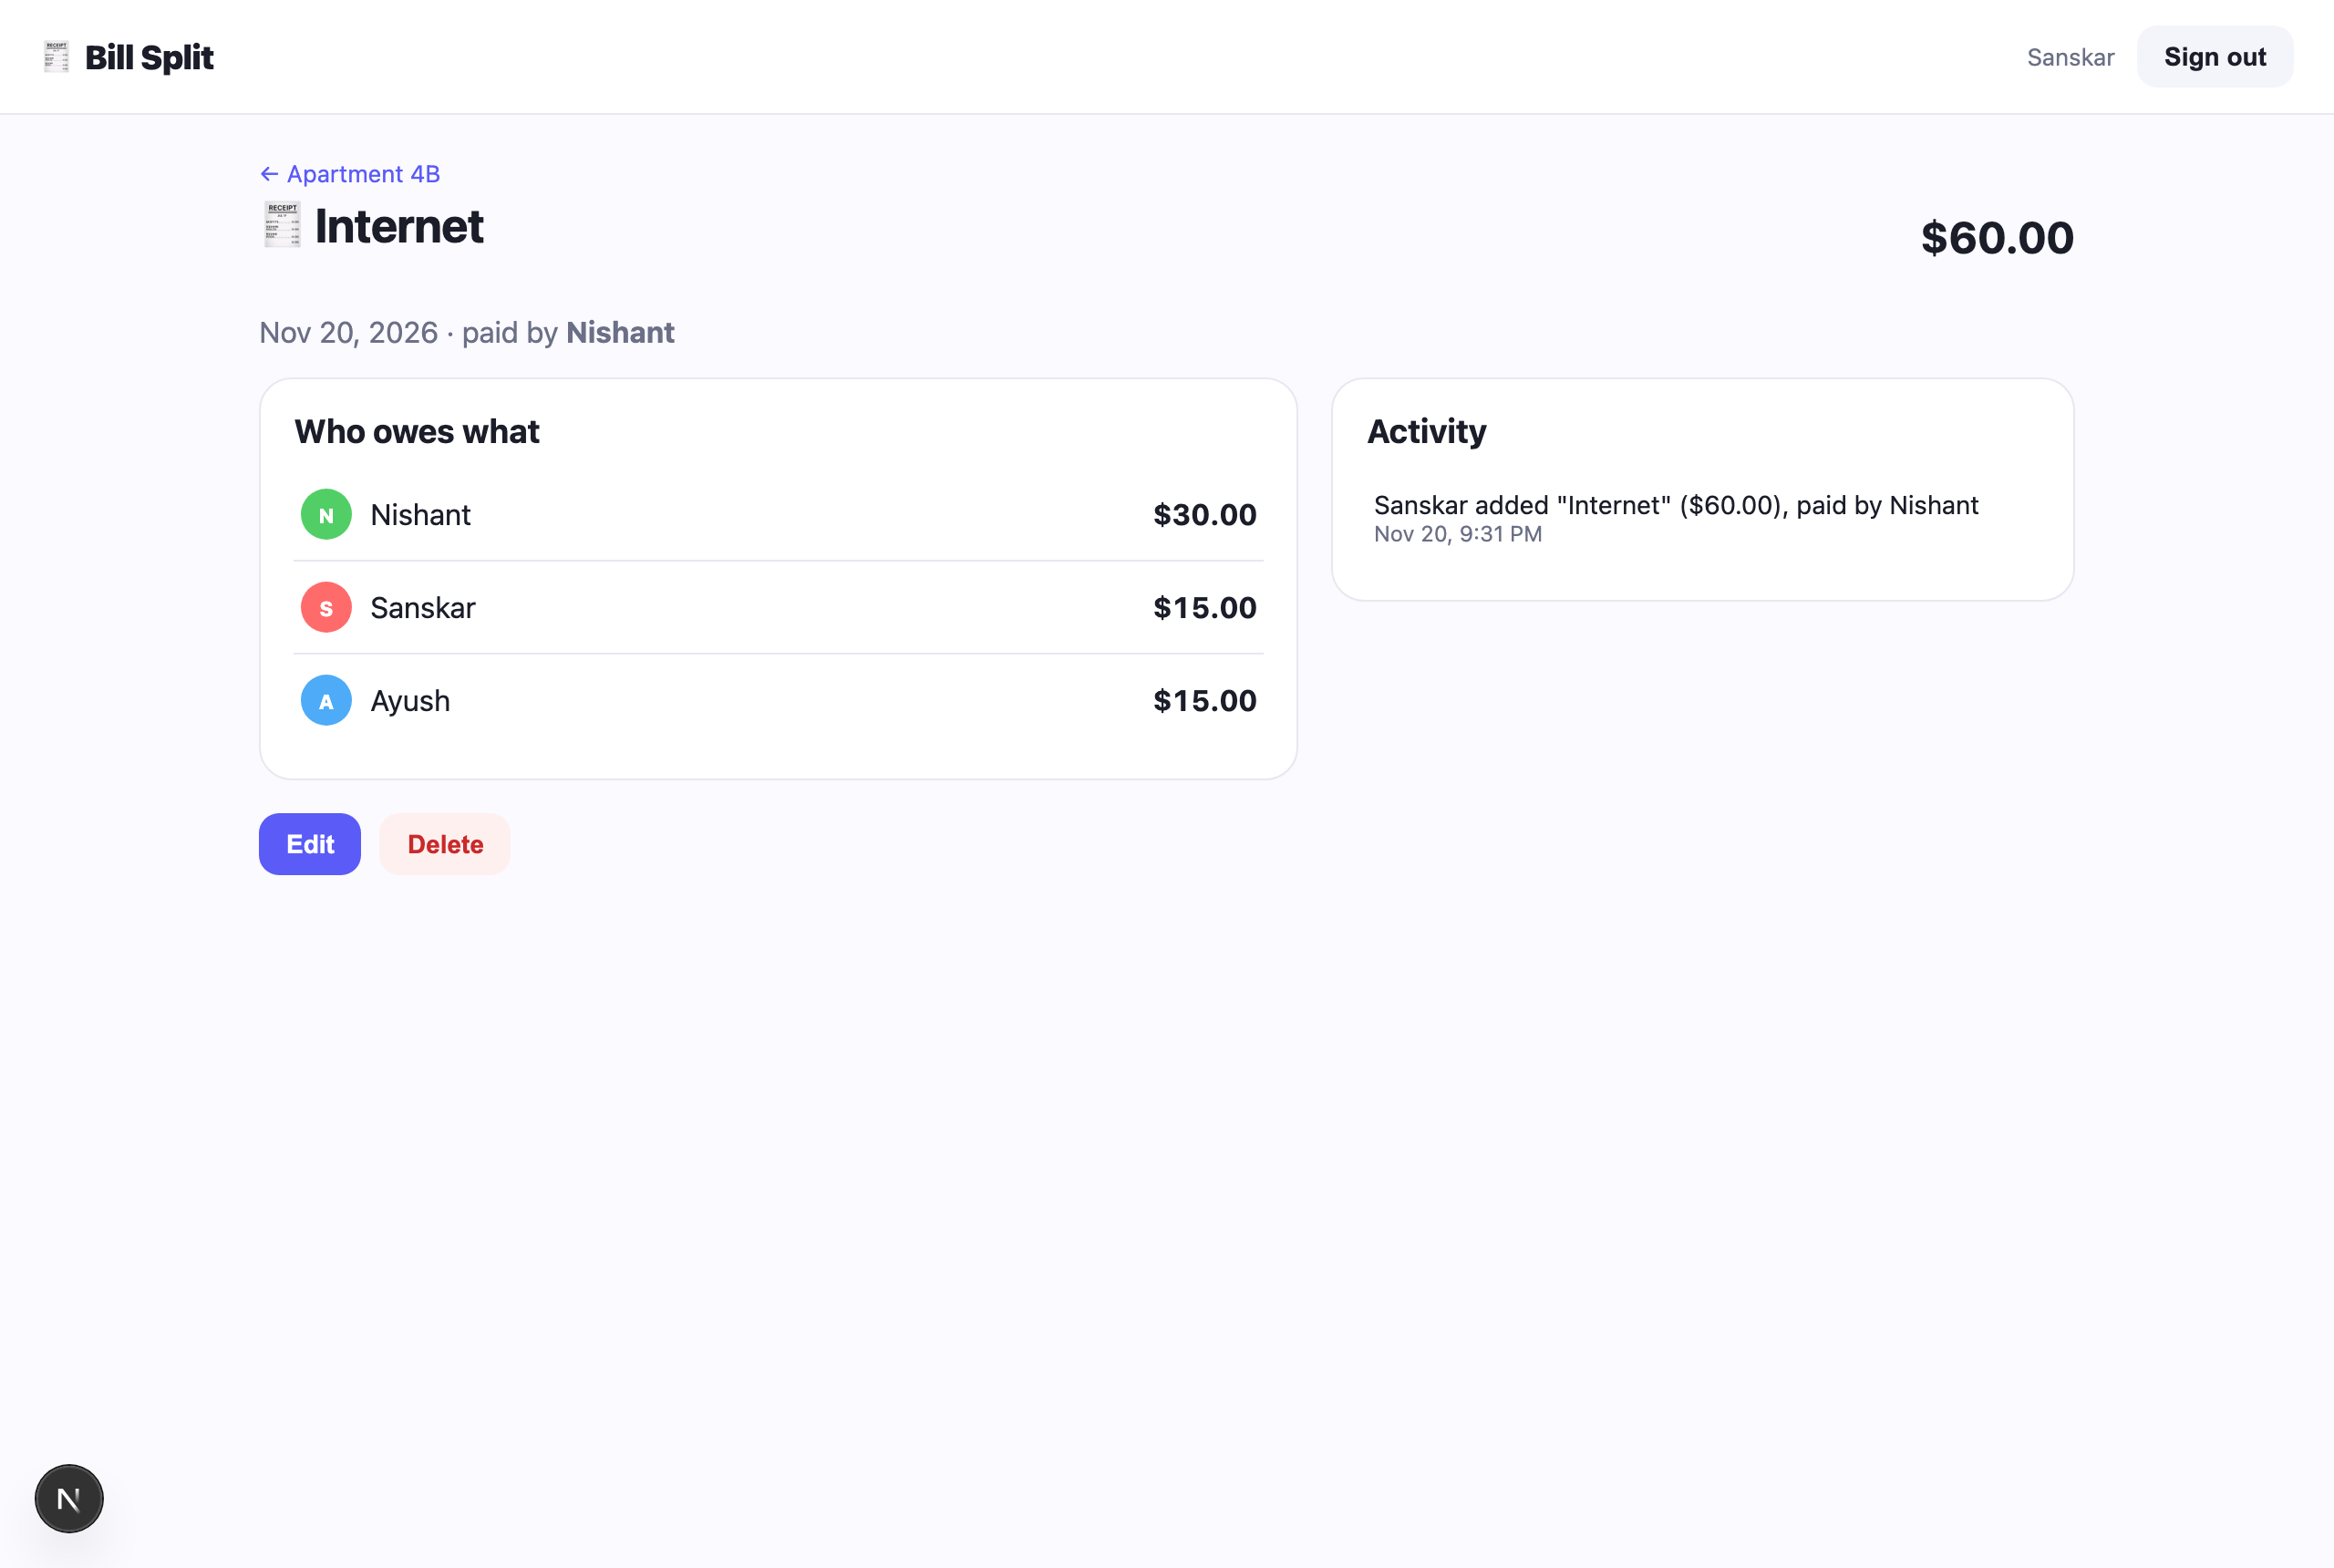 Bill Split
Sanskar
Sign out
← Apartment 4B
Internet
$60.00
Nov 20, 2026 · paid by Nishant
Who owes what
N Nishant $30.00
S Sanskar $15.00
A Ayush $15.00
Activity
Sanskar added "Internet" ($60.00), paid by Nishant
Nov 20, 9:31 PM
Edit
Delete
N